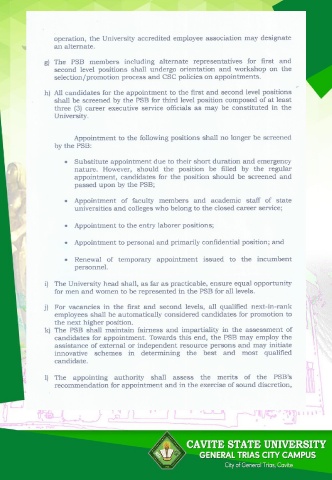 operation, the University accredited employee association may designate
an alternate.
g) The PSB members including alternate representatives for first and
second level positions shall undergo orientation and workshop on the
selection/promotion process and CSC policies on appointments.
h) All candidates for the appointment to the first and second level positions
shall be screened by the PSB for third level position composed of at least
three (3) career executive service officials as may be constituted in the
University.
Appointment to the following positions shall no longer be screened
by the PSB:
• Substitute appointment due to their short duration and emergency
nature. However, should the position be filled by the regular
appointment, candidates for the position should be screened and
passed upon by the PSB;
• Appointment of faculty members and academic staff of state
universities and colleges who belong to the closed career service;
• Appointment to the entry laborer positions;
• Appointment to personal and primarily confidential position; and
• Renewal of temporary appointment issued to the incumbent
personnel.
i) The University head shall, as far as practicable, ensure equal opportunity
for men and women to be represented in the PSB for all levels.
j) For vacancies in the first and second levels, all qualified next-in-rank
employees shall be automatically considered candidates for promotion to
the next higher position.
k) The PSB shall maintain fairness and impartiality in the assessment of
candidates for appointment. Towards this end, the PSB may employ the
assistance of external or independent resource persons and may initiate
innovative schemes in determining the best and most qualified
candidate.
l) The appointing authority shall assess the merits of the PSB's
recommendation for appointment and in the exercise of sound discretion,
CAVITE STATE UNIVERSITY
GENERAL TRIAS CITY CAMPUS
City of General Trias, Cavite